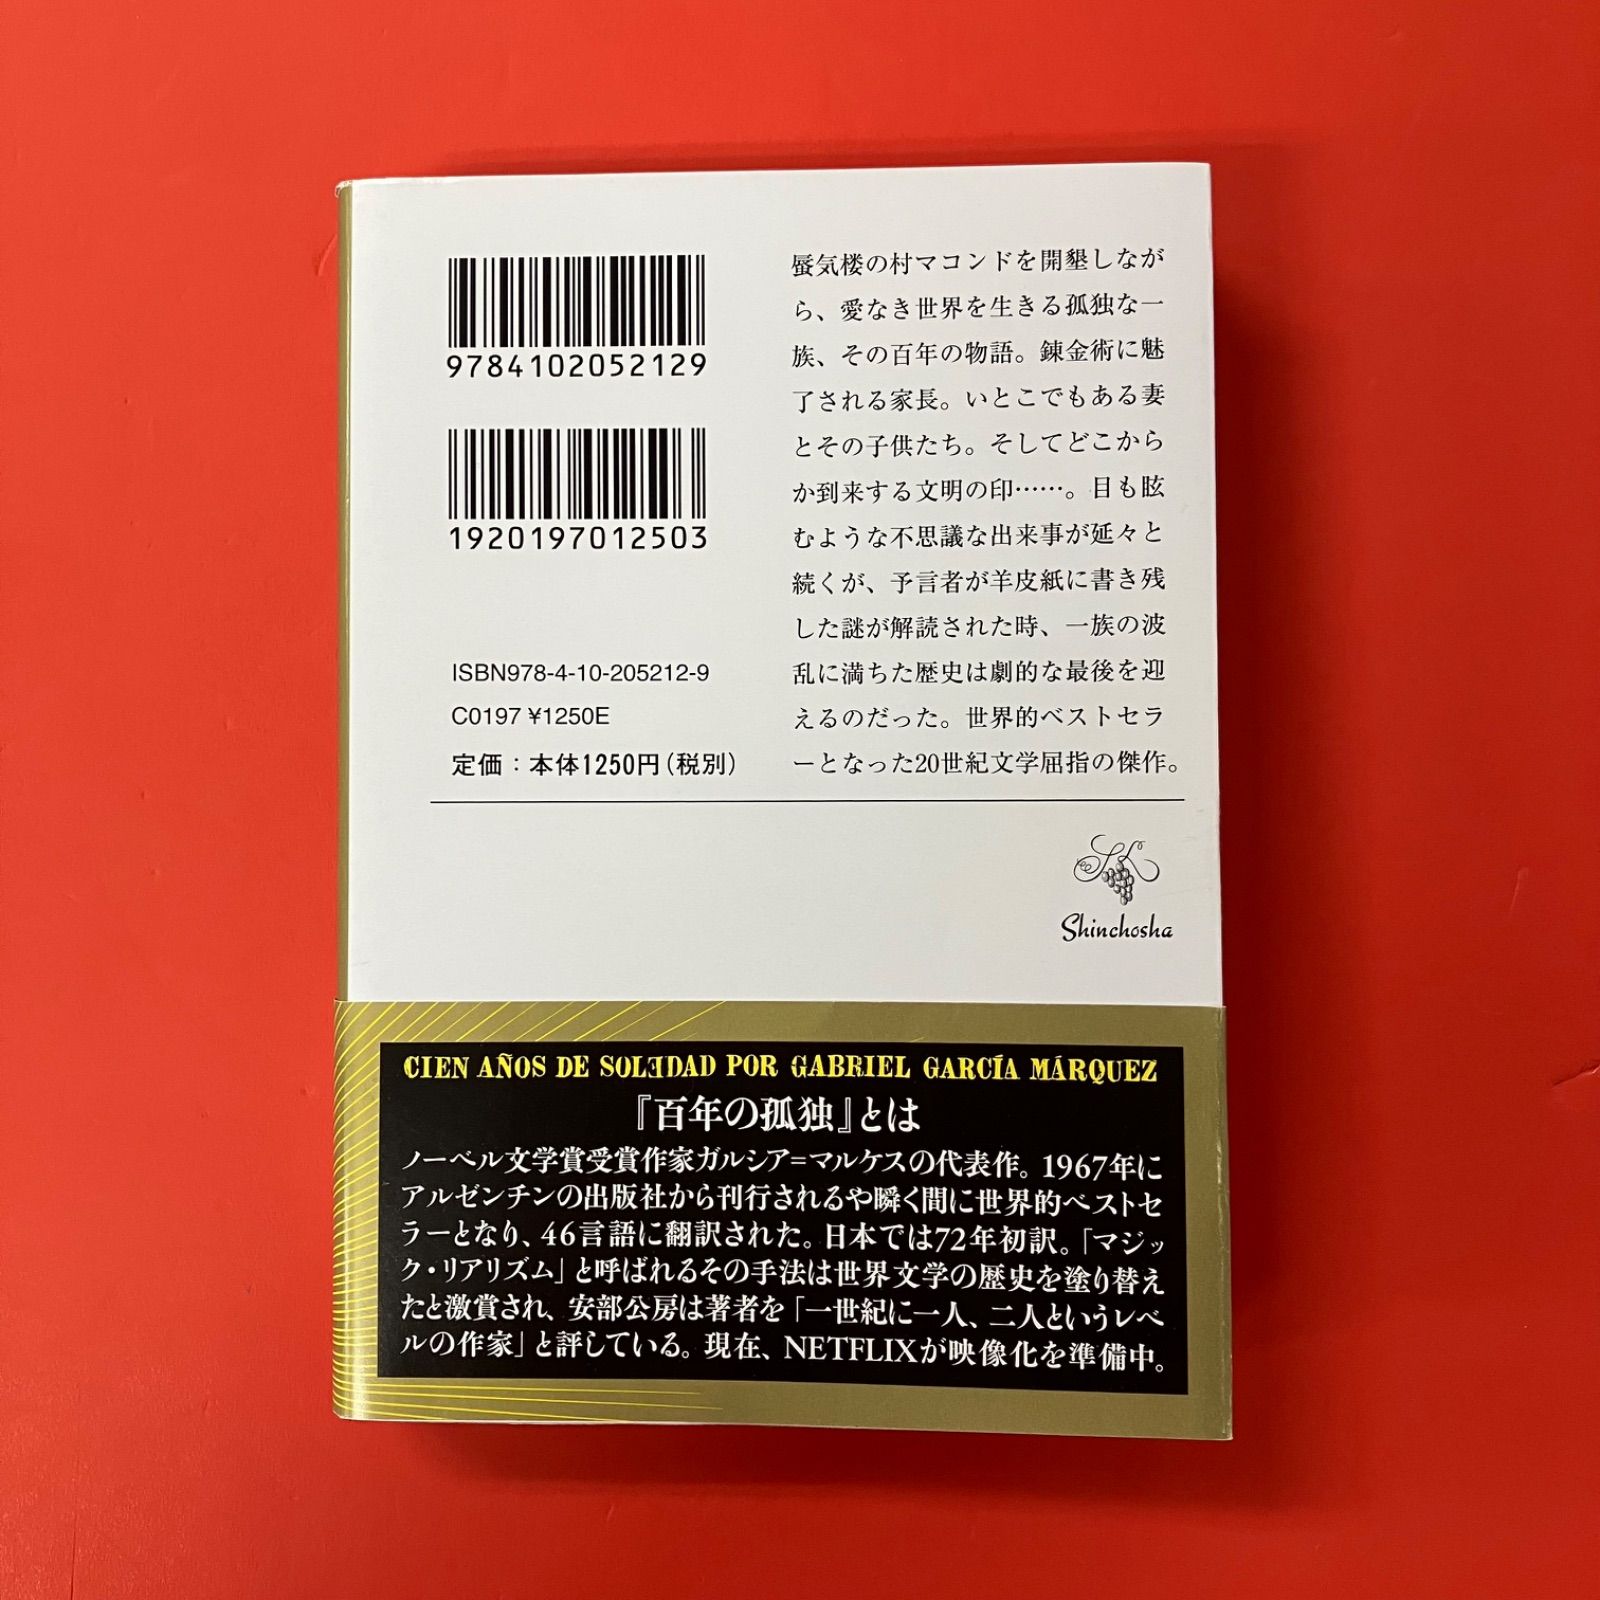 9784102052129
1920197012503
ISBN978-4-10-205212-9
C0197 ¥1250E
定価：本体1250円（税別）
蜃気楼の村マコンドを開墾しなが
ら、愛なき世界を生きる孤独な一
族、その百年の物語。錬金術に魅
了される家長。いとこでもある妻
とその子供たち。そしてどこから
か到来する文明の印……。目も眩
むような不思議な出来事が延々と
続くが、予言者が羊皮紙に書き残
した謎が解読された時、一族の波
乱に満ちた歴史は劇的な最後を迎
えるのだった。世界的ベストセラ
ーとなった20世紀文学屈指の傑作。
Shinchosha
CIEN AÑOS DE SOLEDAD POR GABRIEL GARCÍA MÁRQUEZ
『百年の孤独』とは
ノーベル文学賞受賞作家ガルシア=マルケスの代表作。1967年に
アルゼンチンの出版社から刊行されるや瞬く間に世界的ベストセ
ラーとなり、46言語に翻訳された。日本では72年初訳。「マジッ
ク・リアリズム」と呼ばれるその手法は世界文学の歴史を塗り替え
たと激賞され、安部公房は著者を「一世紀に一人、二人というレベ
ルの作家」と評している。現在、NETFLIXが映像化を準備中。